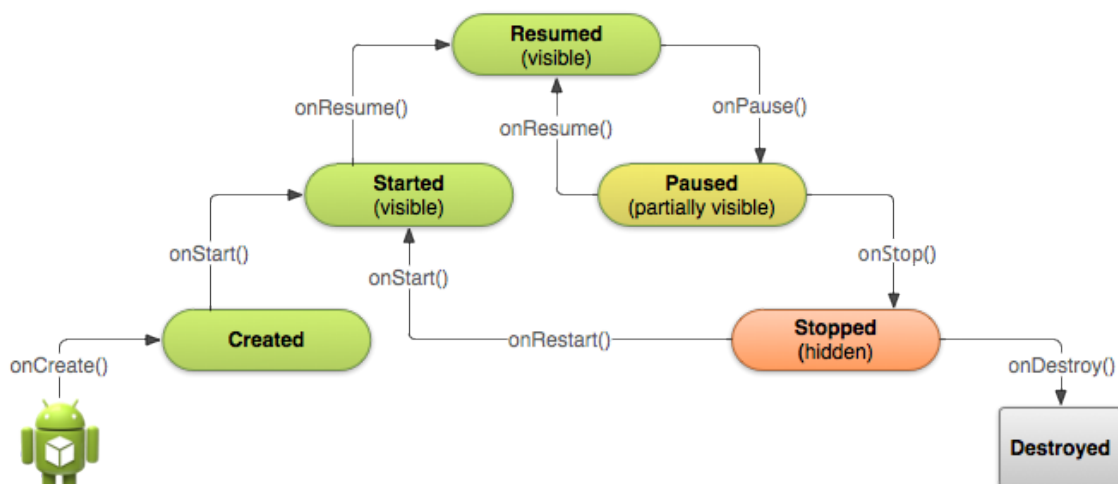 Resumed
(visible)
onResume()
onPause()
onResume()
Started
(visible)
Paused
(partially visible)
onStart()
onStart()
onStop()
Created
onRestart()
Stopped
(hidden)
onCreate()
onDestroy()
Destroyed